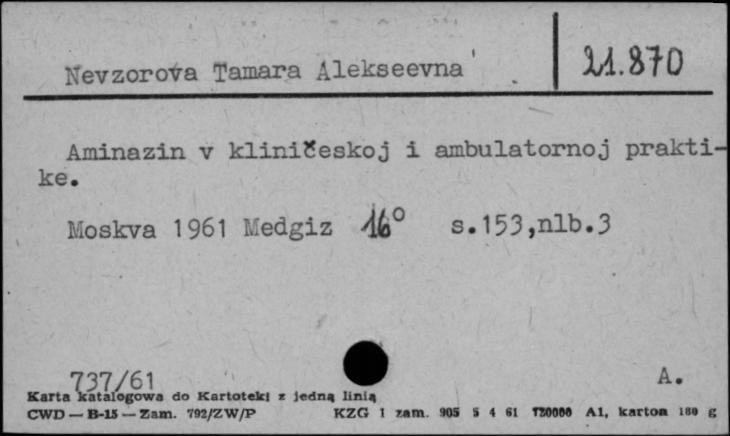 Nevzorova Tamara Alekseevna
21.870
Aminazin v kliničeskoj i ambulatornoj prakti-
ke.
Moskva 1961 Medgiz 16° s.153,nlb.3
737/61 A.
Karta katalogowa do Kartoteki z jedną linią
CWD — B-15 — Zam. 792/ZW/P KZG 1 zam. 905 5 4 61 A1, karton 180 g